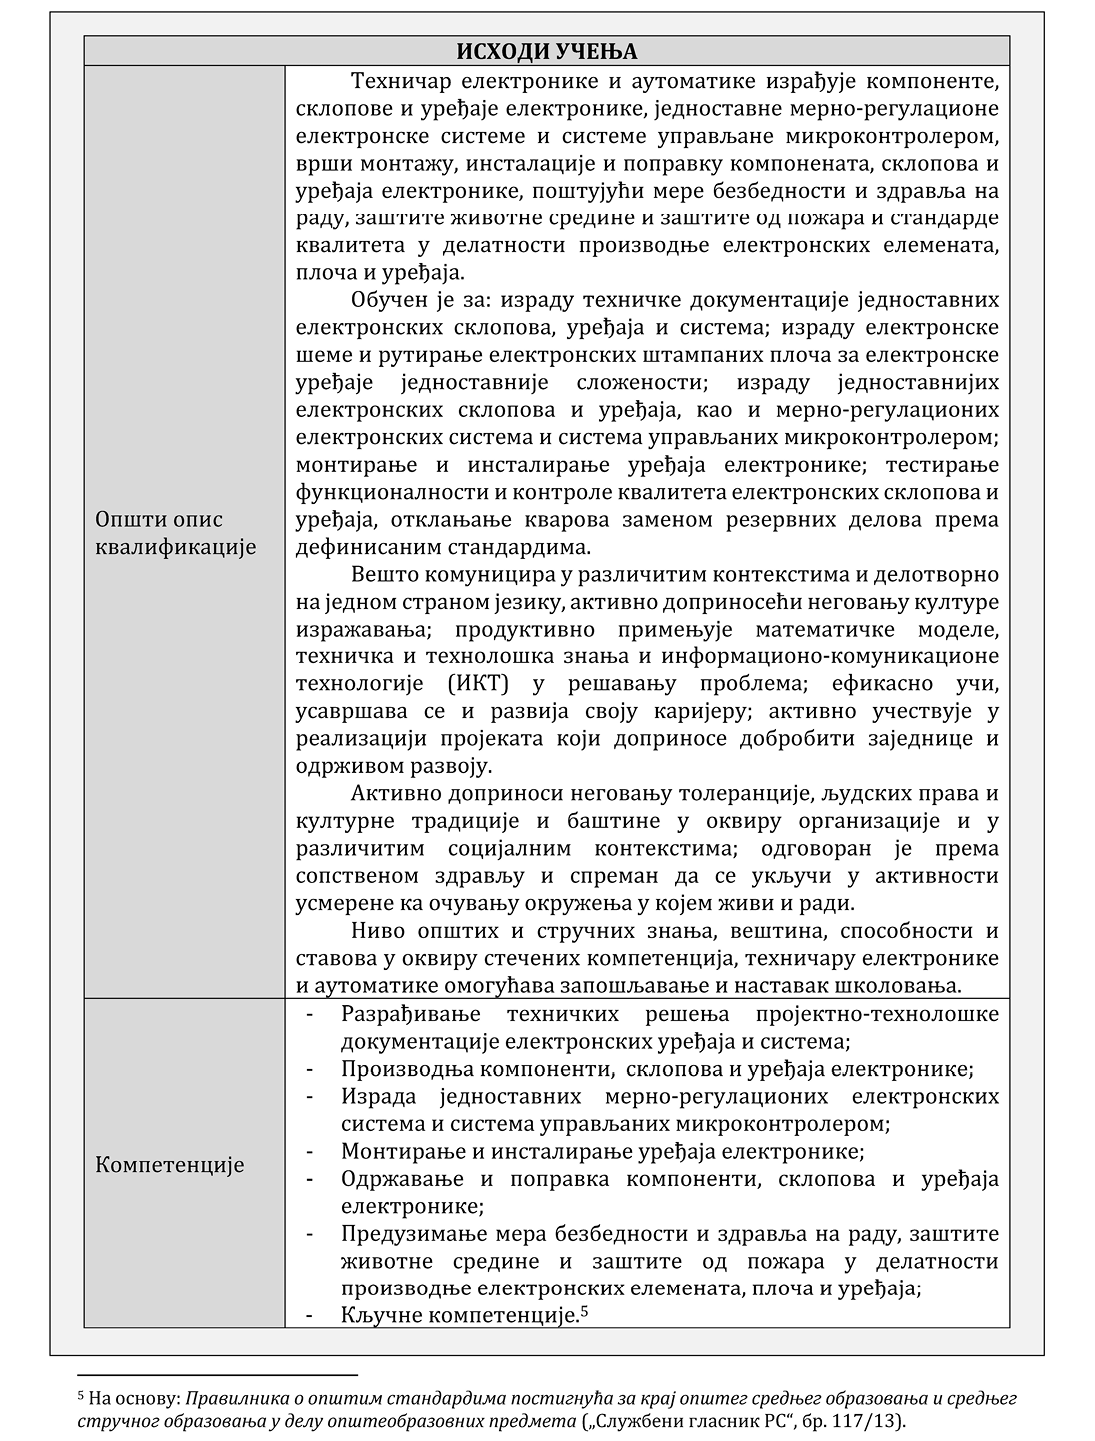 ИСХОДИ УЧЕЊА
Општи опис
квалификације
Техничар електронике и аутоматике израђује компоненте,
склопове и уређаје електронике, једноставне мерно-регулационе
електронске системе и системе управљане микроконтролером,
врши монтажу, инсталације и поправку компонената, склопова и
уређаја електронике, поштујући мере безбедности и здравља на
раду, заштите животне средине и заштите од пожара и стандарде
квалитета у делатности производње електронских елемената,
плоча и уређаја.
Обучен је за: израду техничке документације једноставних
електронских склопова, уређаја и система; израду електронске
шеме и рутирање електронских штампаних плоча за електронске
уређаје једноставније сложености; израду једноставнијих
електронских склопова и уређаја, као и мерно-регулационих
електронских система и система управљаних микроконтролером;
монтирање и инсталирање уређаја електронике; тестирање
функционалности и контроле квалитета електронских склопова и
уређаја, отклањање кварова заменом резервних делова према
дефинисаним стандардима.
Вешто комуницира у различитим контекстима и делотворно
на једном страном језику, активно доприносећи неговању културе
изражавања; продуктивно примењује математичке моделе,
техничка и технолошка знања и информационо-комуникационе
технологије (ИКТ) у решавању проблема; ефикасно учи,
усавршава се и развија своју каријеру; активно учествује у
реализацији пројеката који доприносе добробити заједнице и
одрживом развоју.
Активно доприноси неговању толеранције, људских права и
културне традиције и баштине у оквиру организације и у
различитим социјалним контекстима; одговоран је према
сопственом здрављу и спреман да се укључи у активности
усмерене ка очувању окружења у којем живи и ради.
Ниво општих и стручних знања, вештина, способности и
ставова у оквиру стечених компетенција, техничару електронике
и аутоматике омогућава запошљавање и наставак школовања.
Компетенције
- Разрађивање техничких решења пројектно-технолошке
документације електронских уређаја и система;
- Производња компоненти, склопова и уређаја електронике;
- Израда једноставних мерно-регулационих електронских
система и система управљаних микроконтролером;
- Монтирање и инсталирање уређаја електронике;
- Одржавање и поправка компоненти, склопова и уређаја
електронике;
- Предузимање мера безбедности и здравља на раду, заштите
животне средине и заштите од пожара у делатности
производње електронских елемената, плоча и уређаја;
- Кључне компетенције.5
5 На основу: Правилника о општим стандардима постигнућа за крај општег средњег образовања и средњег
стручног образовања у делу општеобразовних предмета („Службени гласник РС“, бр. 117/13).